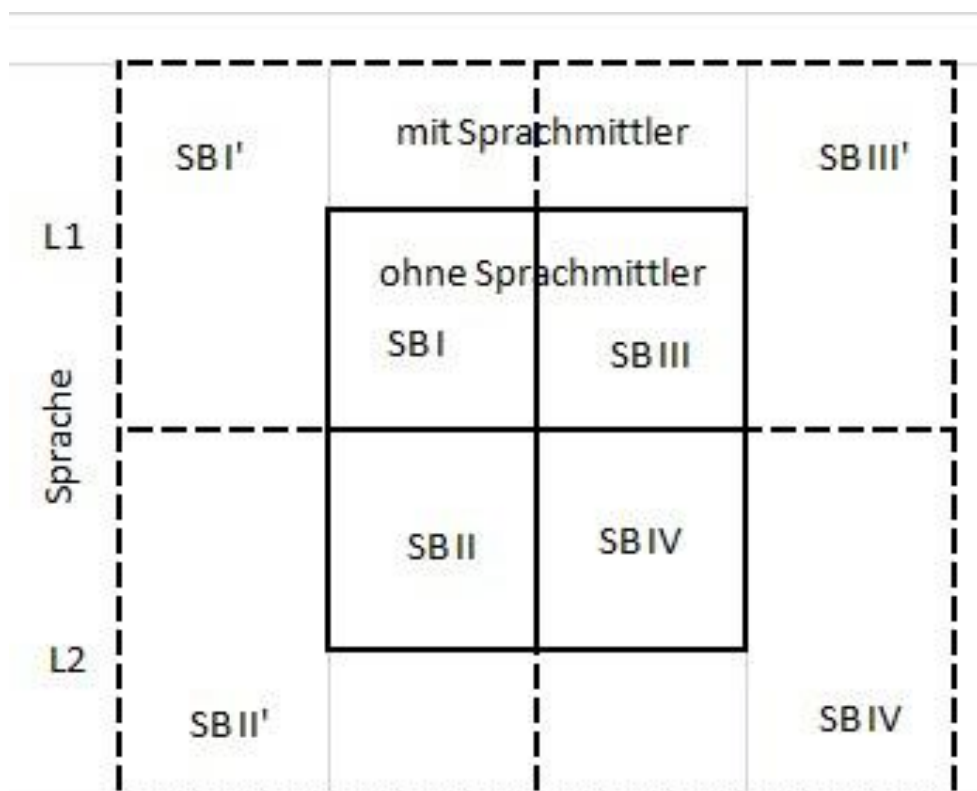 mit Sprachmittler
SB I'
SB III'
L1
ohne Sprachmittler
SB I
SB III
Sprache
SB II
SB IV
L2
SB II'
SB IV